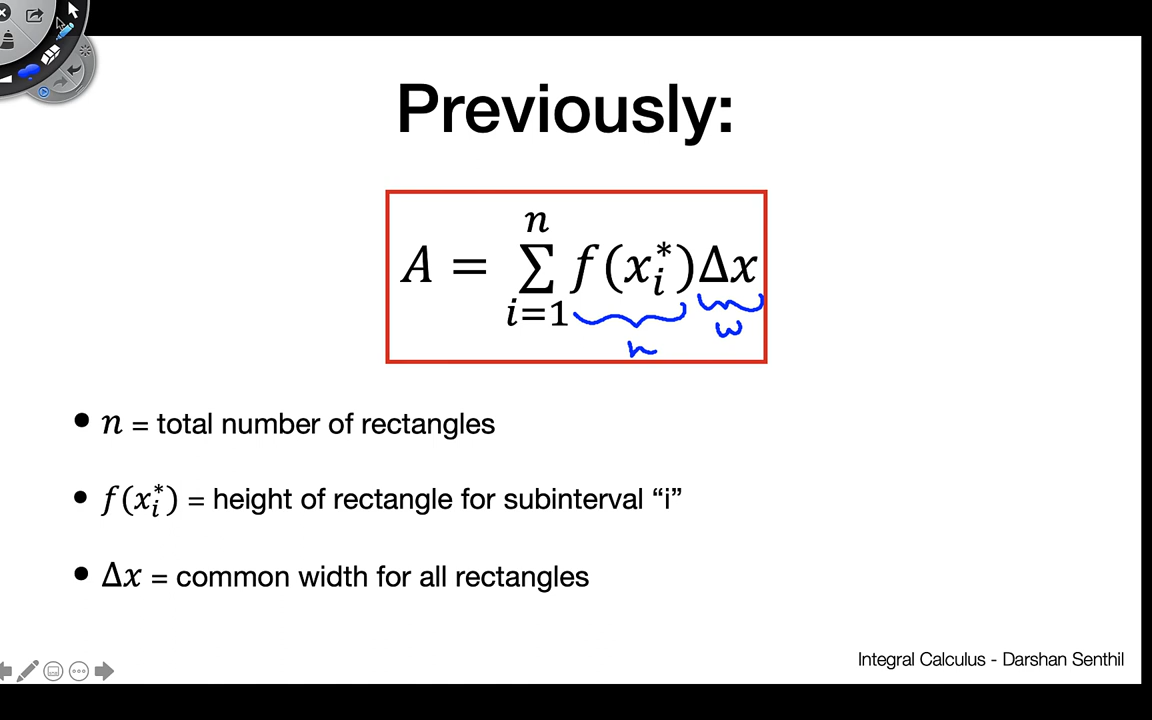 Previously:
n
A = ∑ f(x_i^*)Δx
i=1
h w
• n = total number of rectangles
• f(x_i^*) = height of rectangle for subinterval “i”
• Δx = common width for all rectangles
Integral Calculus - Darshan Senthil